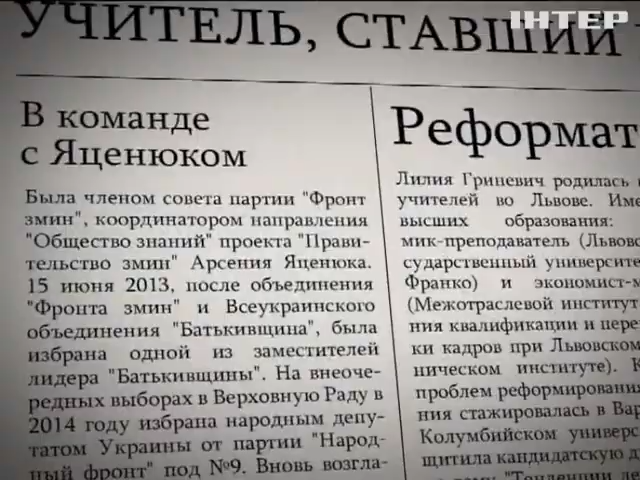 ІНТЕР
УЧИТЕЛЬ, СТАВШИЙ
В команде
с Яценюком
Была членом совета партии "Фронт
змин", координатором направления
"Общество знаний" проекта "Прави-
тельство змин" Арсения Яценюка.
15 июня 2013, после объединения
"Фронта змин" и Всеукраинского
объединения "Батькивщина", была
избрана одной из заместителей
лидера "Батькивщины". На внеоче-
редных выборах в Верховную Раду в
2014 году избрана народным депу-
татом Украины от партии "Народ-
ный фронт" под №9. Вновь возгла-
Реформат
Лилия Гриневич родилась
учителей во Львове. Име
высших образования:
мик-преподаватель (Львово
сударственный университе
Франко) и экономист-м
(Межотраслевой институт
ния квалификации и пере
ки кадров при Львовском
ническом институте). К
проблем реформировани
ния стажировалась в Вар
Колумбийском универс
щитила кандидатскую д